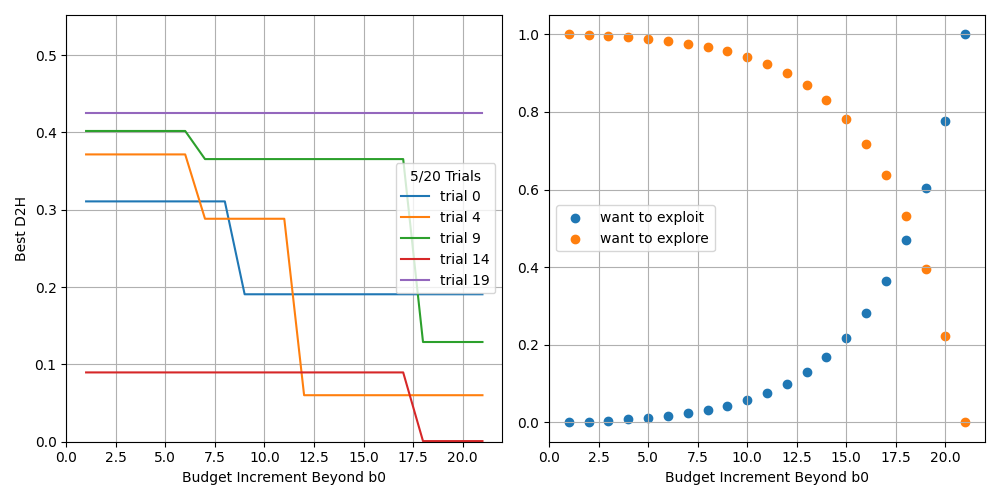 0.5
0.4
0.3
0.2
0.1
0.0
Best D2H
0.0 2.5 5.0 7.5 10.0 12.5 15.0 17.5 20.0
Budget Increment Beyond b0
5/20 Trials
trial 0
trial 4
trial 9
trial 14
trial 19
1.0
0.8
0.6
0.4
0.2
0.0
want to exploit
want to explore
0.0 2.5 5.0 7.5 10.0 12.5 15.0 17.5 20.0
Budget Increment Beyond b0